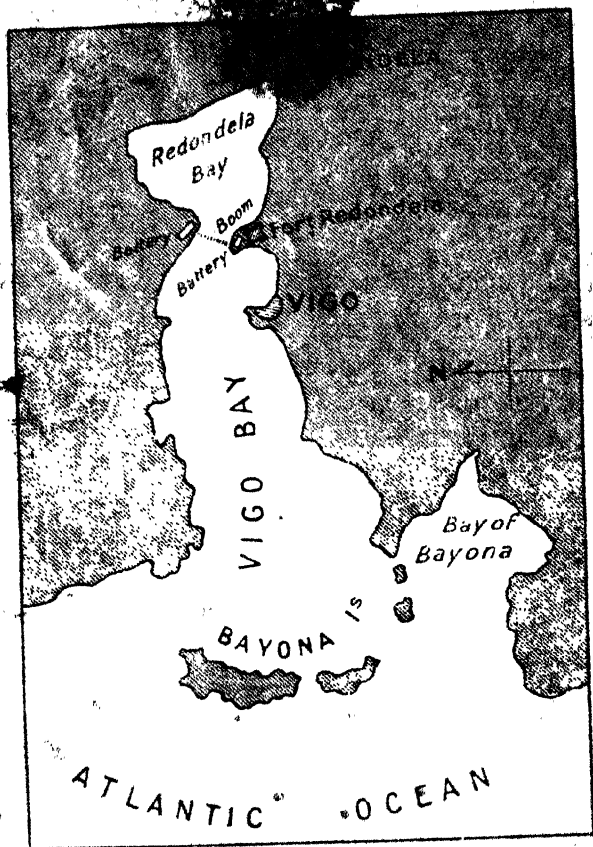 Redondela
Bay
Boom
Fort Redondela
Battery
Battery
VIGO
N
VIGO BAY
Bay of
Bayona
BAYONA Is
ATLANTIC OCEAN